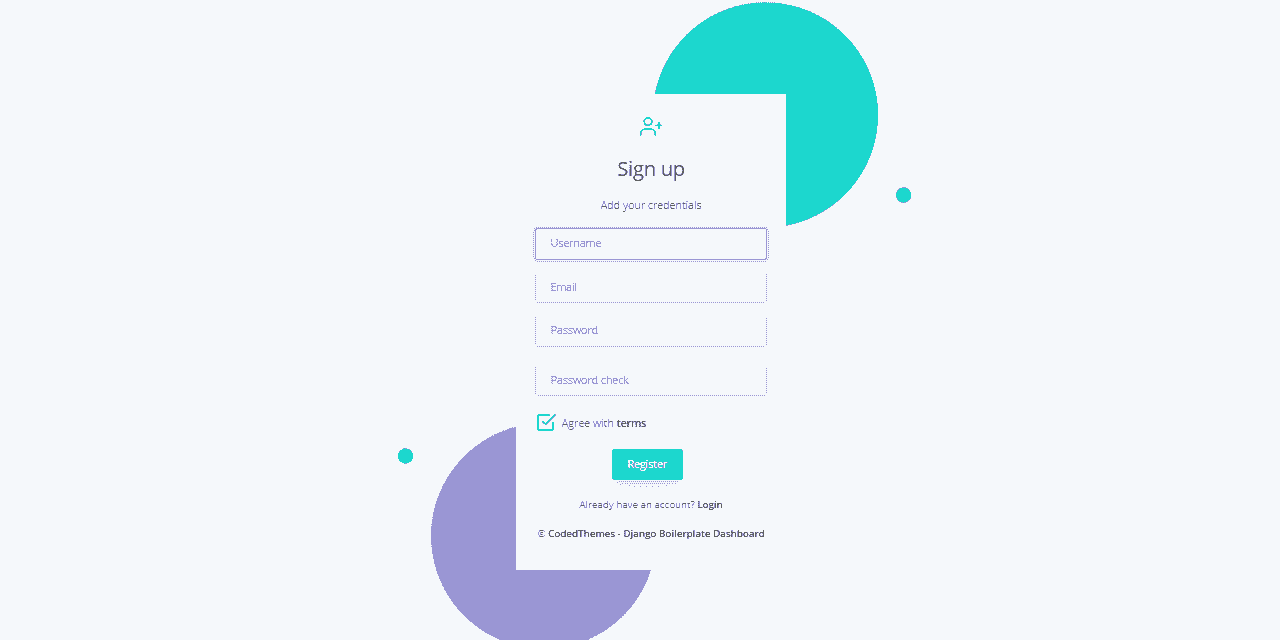 Sign up
Add your credentials
Username
Email
Password
Password check
Agree with terms
Register
Already have an account? Login
© CodedThemes - Django Boilerplate Dashboard